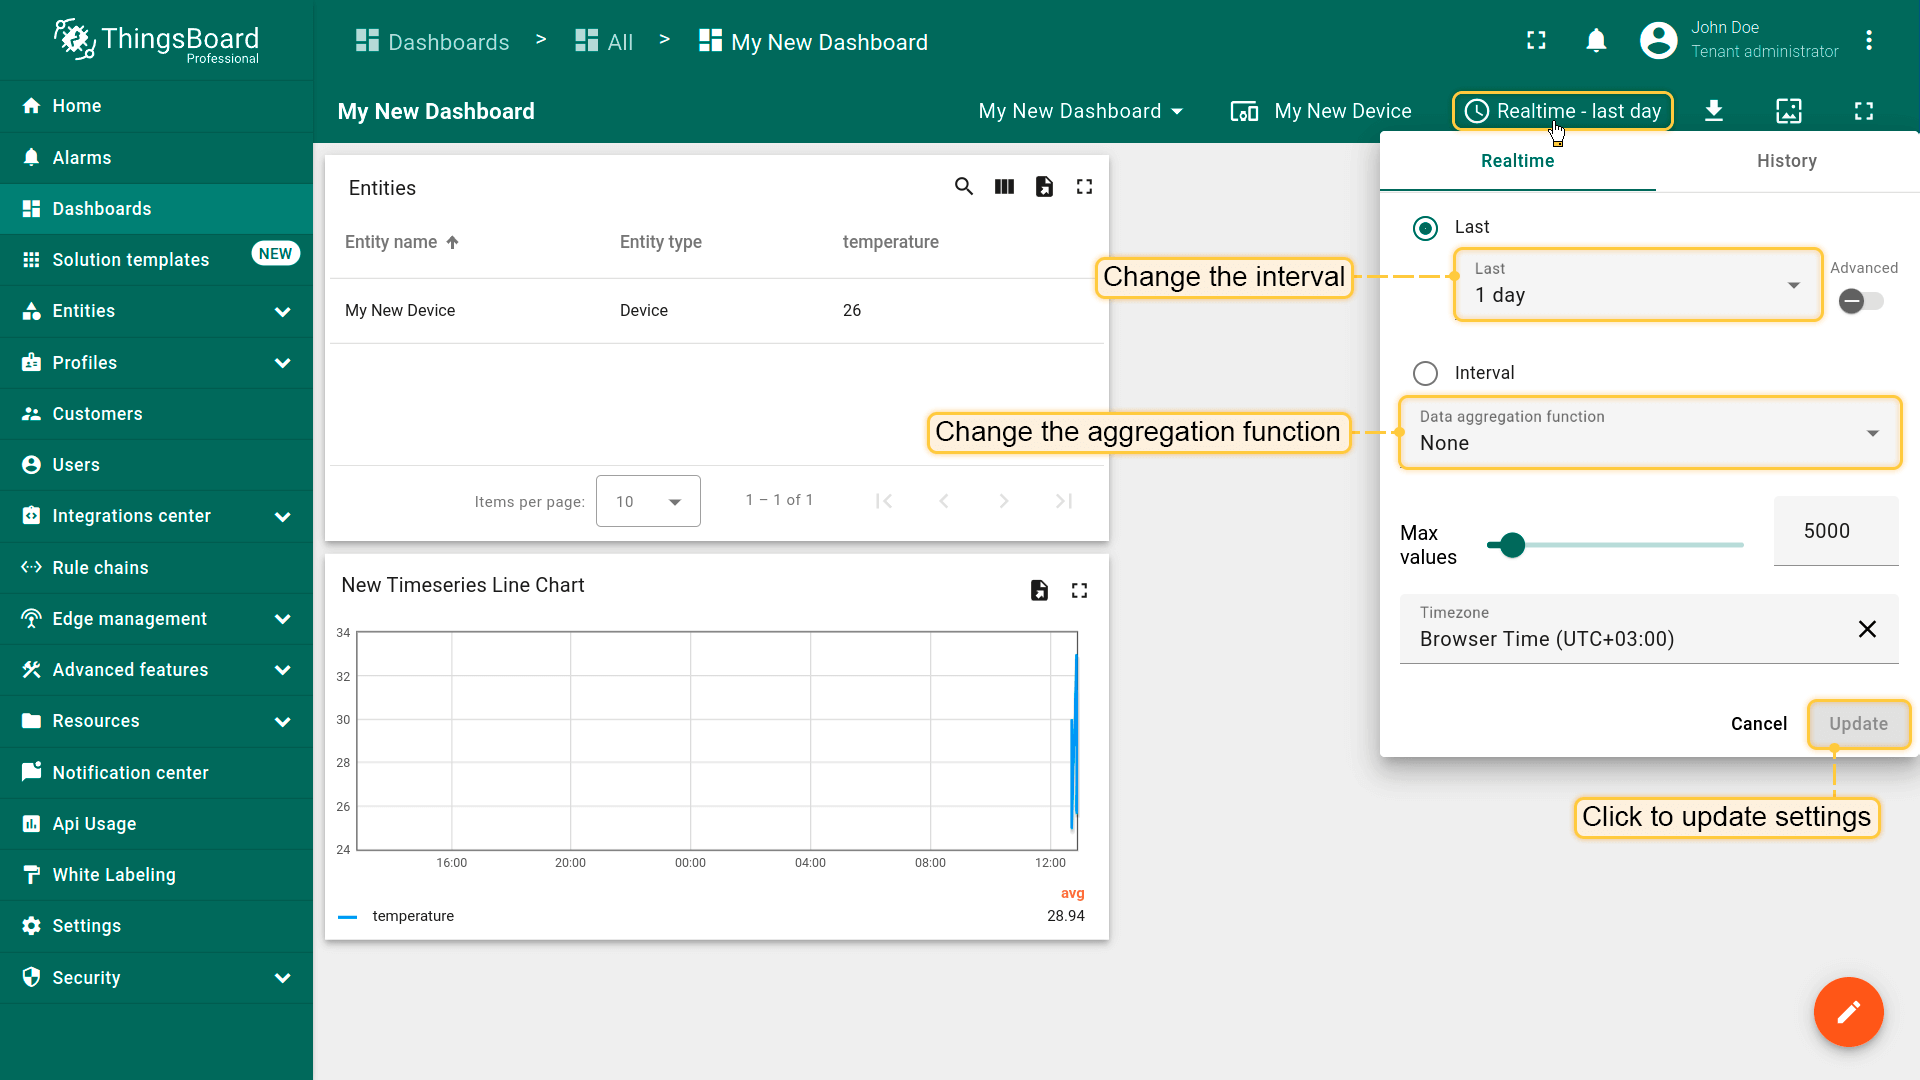 ThingsBoard
Professional
Home
Alarms
Dashboards
Solution templates NEW
Entities
Profiles
Customers
Users
Integrations center
Rule chains
Edge management
Advanced features
Resources
Notification center
Api Usage
White Labeling
Settings
Security
Dashboards > All > My New Dashboard
John Doe
Tenant administrator
My New Dashboard
My New Dashboard
My New Device
Realtime - last day
Entities
Entity name Entity type temperature
My New Device Device 26
Items per page: 10 1 – 1 of 1
New Timeseries Line Chart
34
32
30
28
26
24
16:00 20:00 00:00 04:00 08:00 12:00
avg
temperature 28.94
Realtime History
Last
Change the interval
Last
1 day
Advanced
Interval
Change the aggregation function
Data aggregation function
None
Max
values
5000
Timezone
Browser Time (UTC+03:00)
Cancel Update
Click to update settings